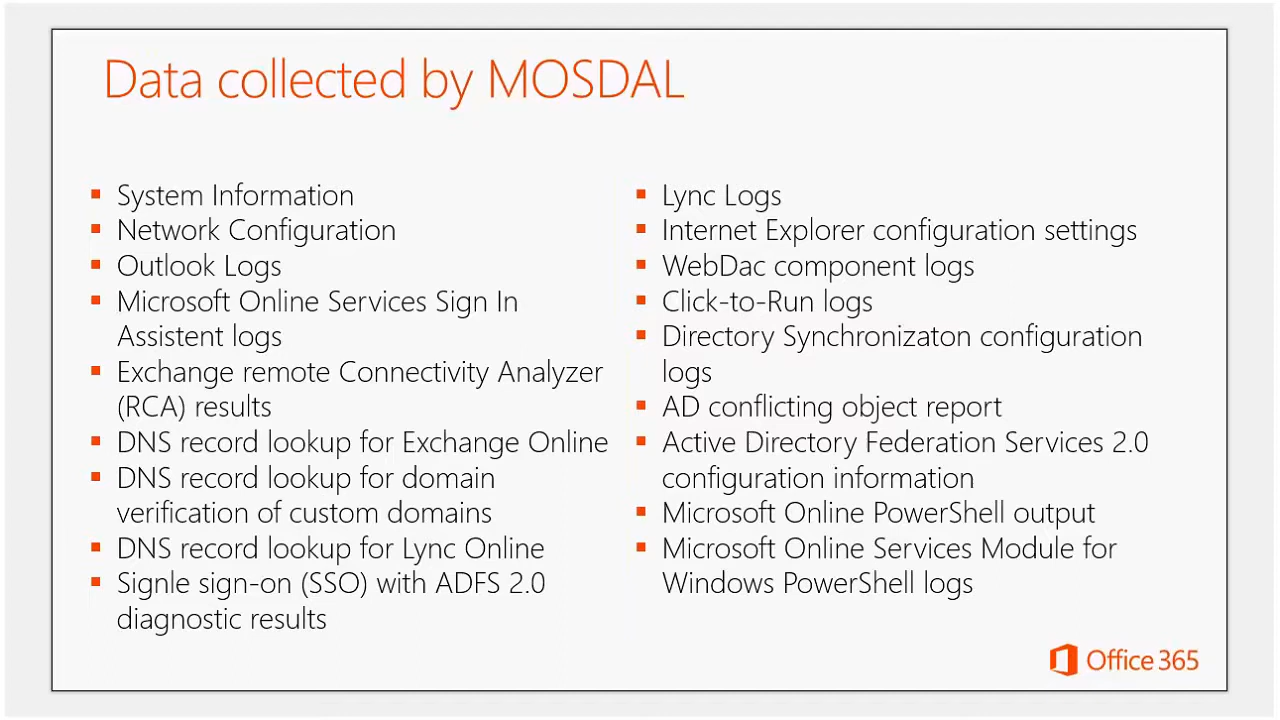 Data collected by MOSDAL
▪ System Information
▪ Network Configuration
▪ Outlook Logs
▪ Microsoft Online Services Sign In
Assistent logs
▪ Exchange remote Connectivity Analyzer
(RCA) results
▪ DNS record lookup for Exchange Online
▪ DNS record lookup for domain
verification of custom domains
▪ DNS record lookup for Lync Online
▪ Signle sign-on (SSO) with ADFS 2.0
diagnostic results
▪ Lync Logs
▪ Internet Explorer configuration settings
▪ WebDac component logs
▪ Click-to-Run logs
▪ Directory Synchronizaton configuration
logs
▪ AD conflicting object report
▪ Active Directory Federation Services 2.0
configuration information
▪ Microsoft Online PowerShell output
▪ Microsoft Online Services Module for
Windows PowerShell logs
Office 365